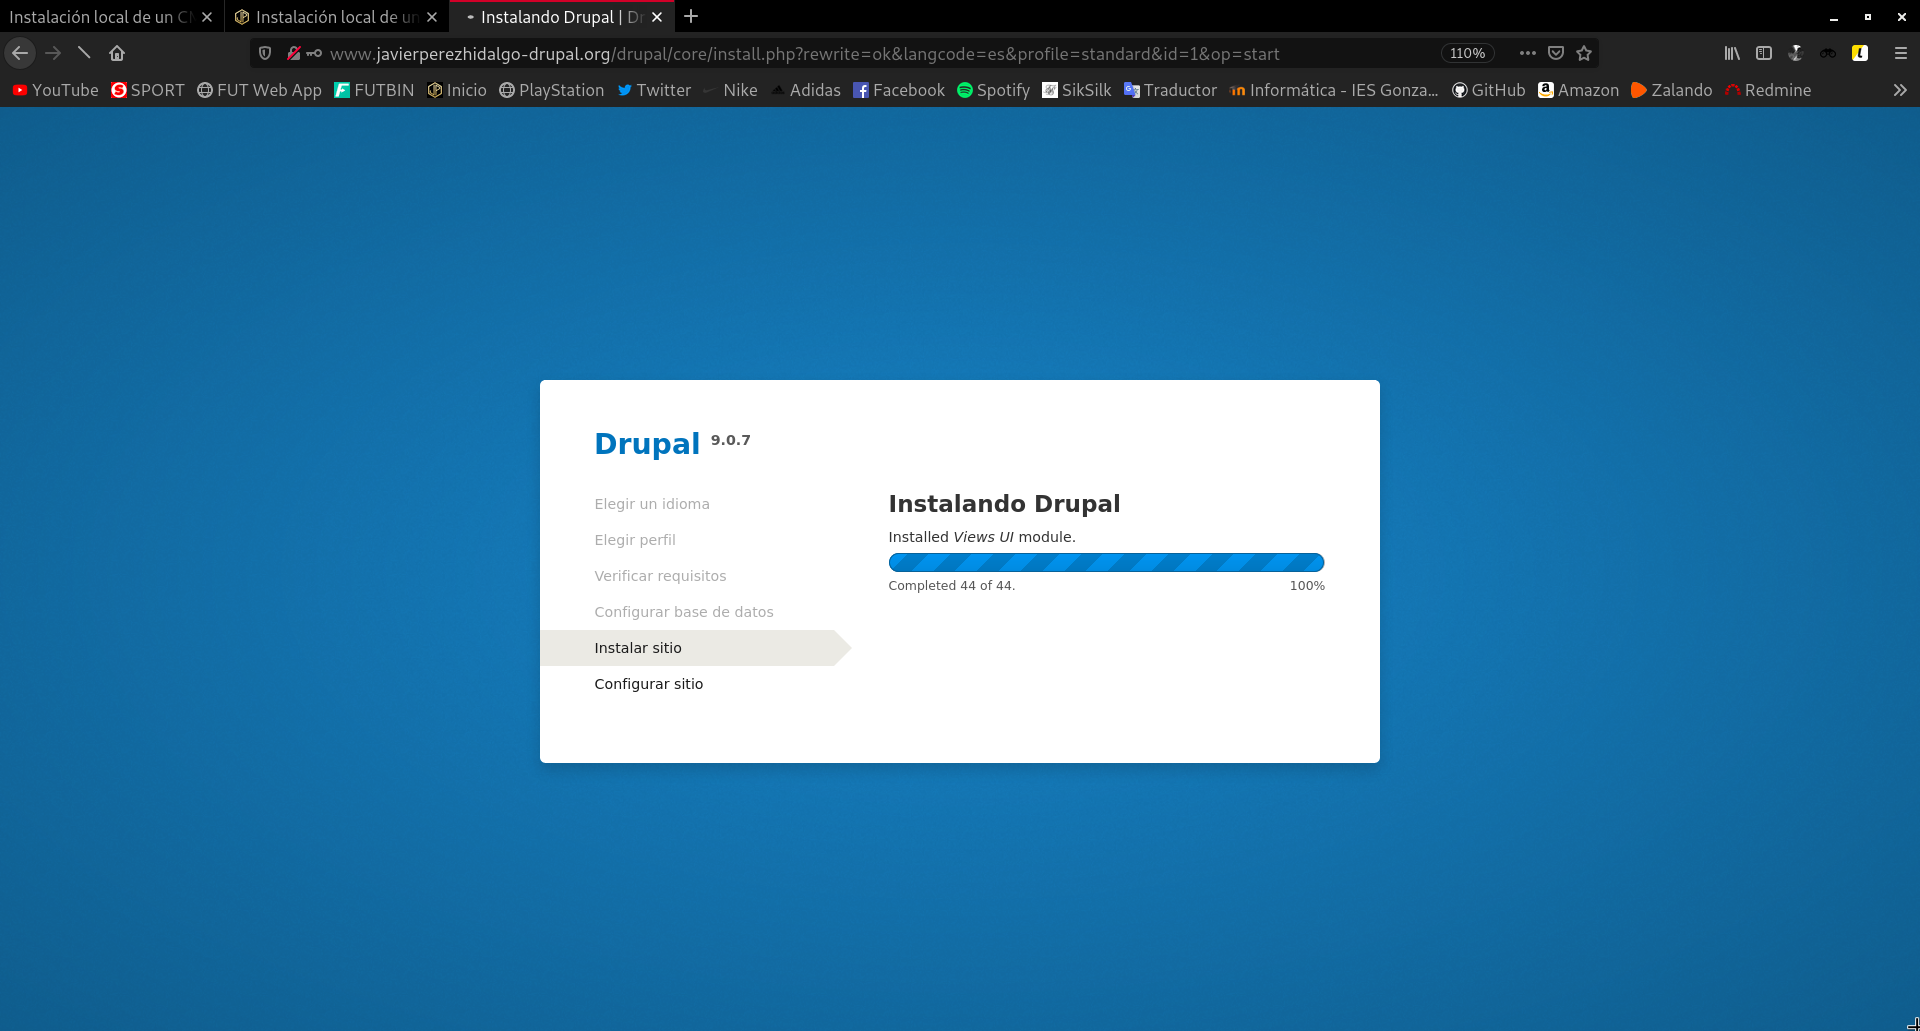 Instalación local de un C
Instalación local de un
Instalando Drupal | Dr
www.javierperezhidalgo-drupal.org/drupal/core/install.php?rewrite=ok&langcode=es&profile=standard&id=1&op=start
110%
YouTube SPORT FUT Web App FUTBIN Inicio PlayStation Twitter Nike Adidas Facebook Spotify SikSilk Traductor Informática - IES Gonza... GitHub Amazon Zalando Redmine
Drupal 9.0.7
Elegir un idioma
Elegir perfil
Verificar requisitos
Configurar base de datos
Instalar sitio
Configurar sitio
Instalando Drupal
Installed Views UI module.
Completed 44 of 44. 100%